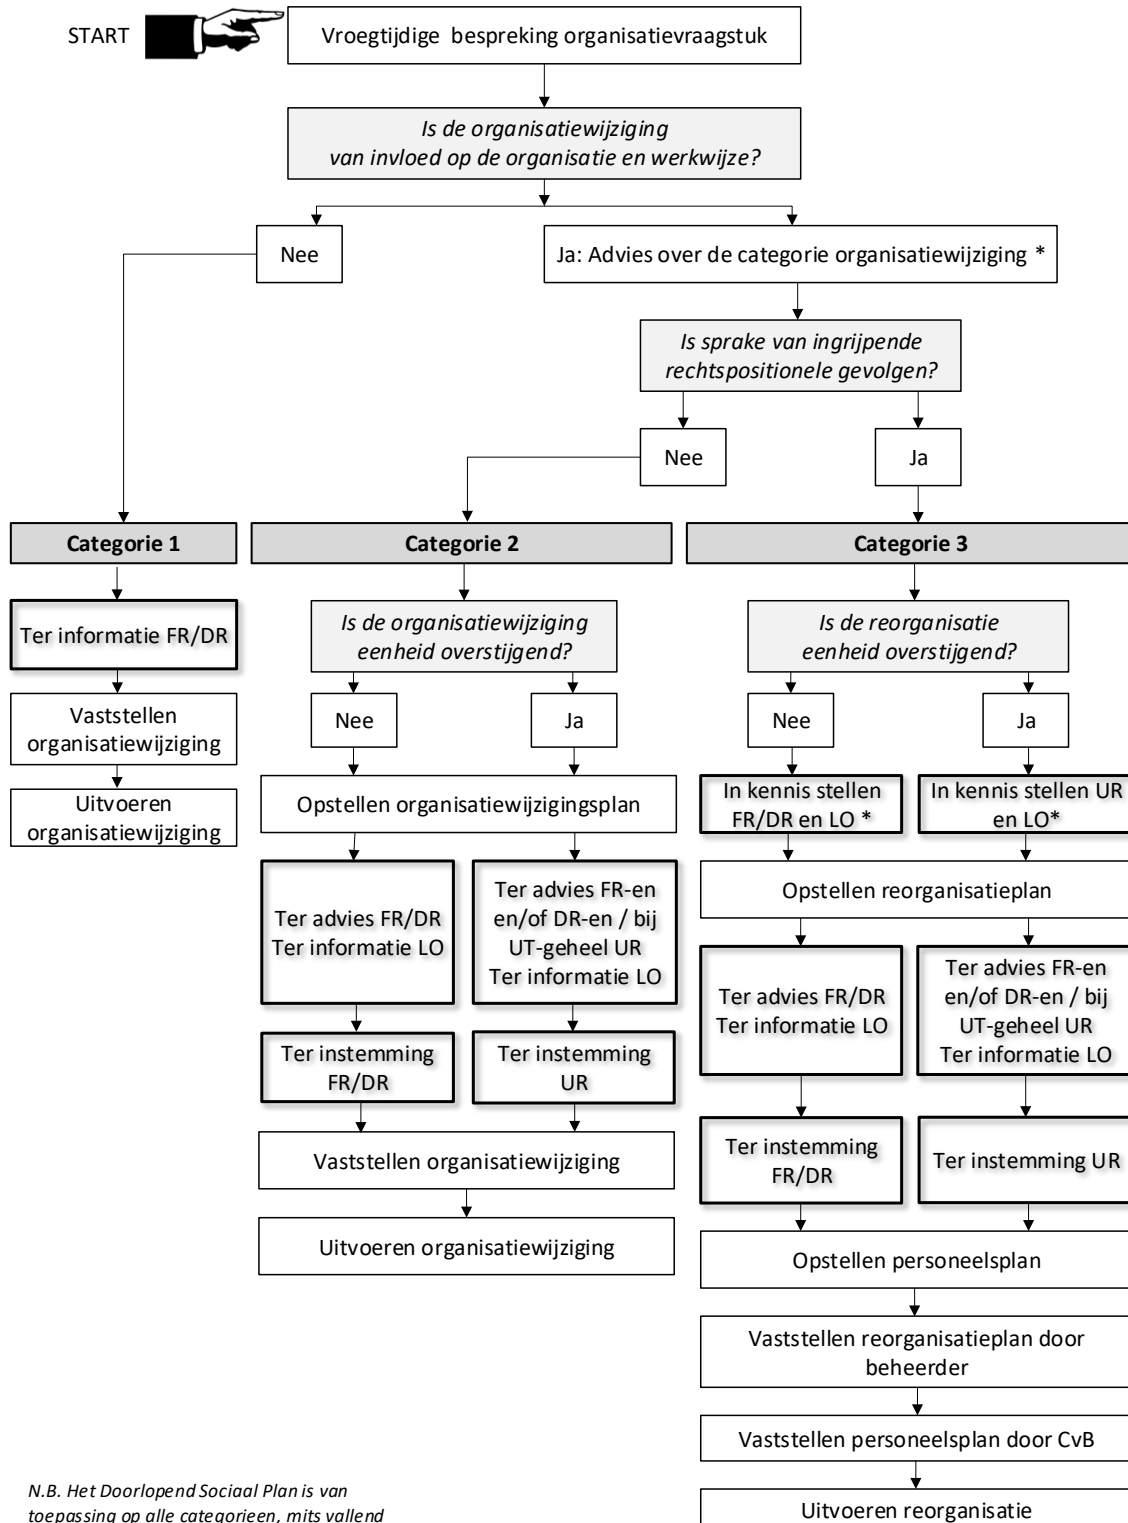 START
Vroegtijdige bespreking organisatievraagstuk
Is de organisatiewijziging
van invloed op de organisatie en werkwijze?
Nee
Ja: Advies over de categorie organisatiewijziging *
Is sprake van ingrijpende
rechtspositionele gevolgen?
Nee
Ja
Categorie 1
Categorie 2
Categorie 3
Ter informatie FR/DR
Vaststellen
organisatiewijziging
Uitvoeren
organisatiewijziging
Is de organisatiewijziging
eenheid overstijgend?
Nee
Ja
Opstellen organisatiewijzigingsplan
Ter advies FR/DR
Ter informatie LO
Ter advies FR-en
en/of DR-en / bij
UT-geheel UR
Ter informatie LO
Ter instemming
FR/DR
Ter instemming
UR
Vaststellen organisatiewijziging
Uitvoeren organisatiewijziging
Is de reorganisatie
eenheid overstijgend?
Nee
Ja
In kennis stellen
FR/DR en LO *
In kennis stellen UR
en LO*
Opstellen reorganisatieplan
Ter advies FR/DR
Ter informatie LO
Ter advies FR-en
en/of DR-en / bij
UT-geheel UR
Ter informatie LO
Ter instemming
FR/DR
Ter instemming UR
Opstellen personeelsplan
Vaststellen reorganisatieplan door
beheerder
Vaststellen personeelsplan door CvB
Uitvoeren reorganisatie
N.B. Het Doorlopend Sociaal Plan is van
toepassing op alle categorieen, mits vallend